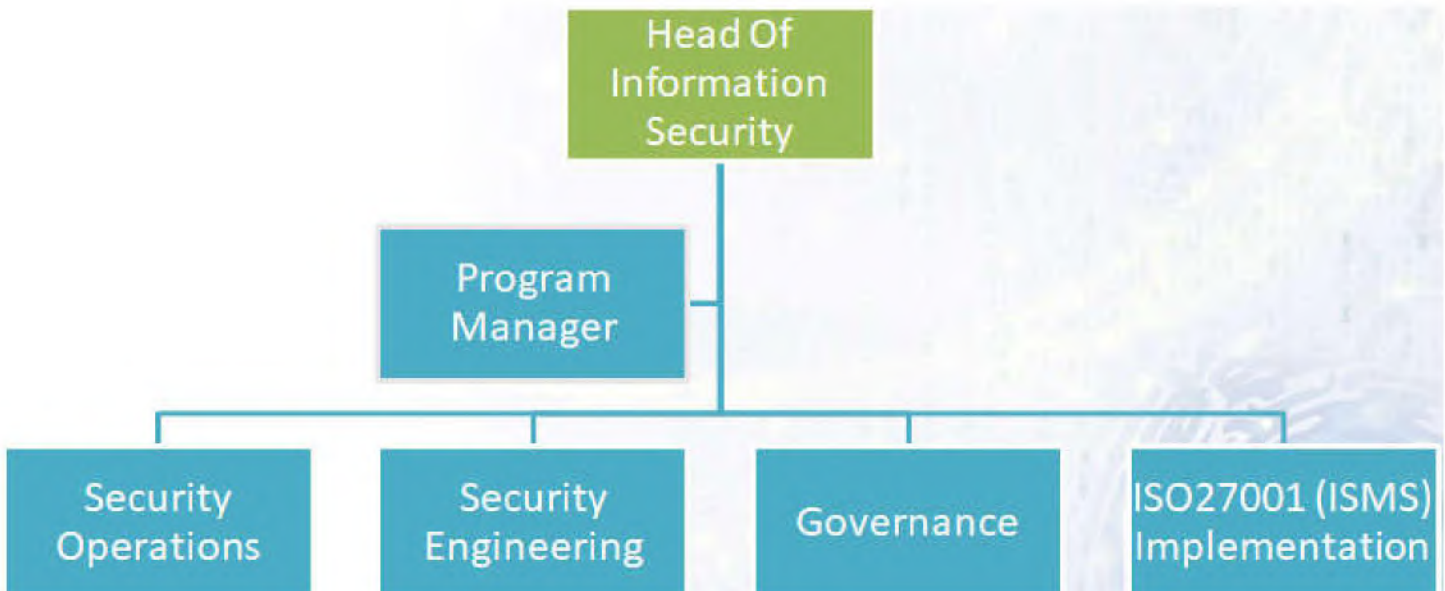 Head Of
Information
Security
Program
Manager
Security
Operations
Security
Engineering
Governance
ISO27001 (ISMS)
Implementation